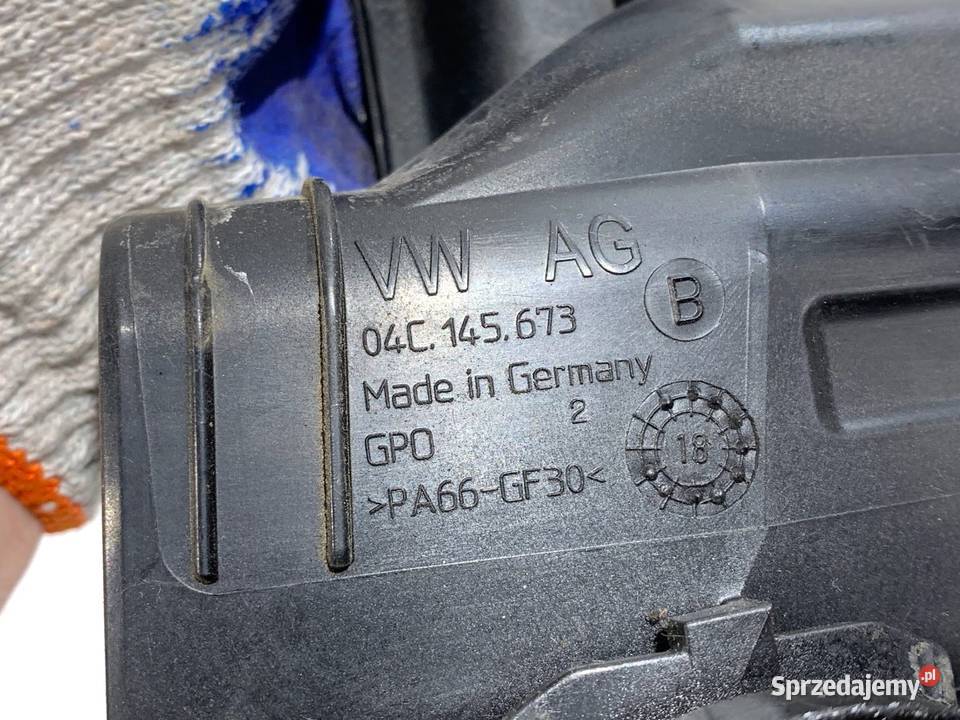 VW AG
04C.145.673 B
Made in Germany
GPO 2
>PA66-GF30<
18
Sprzedajemy.pl